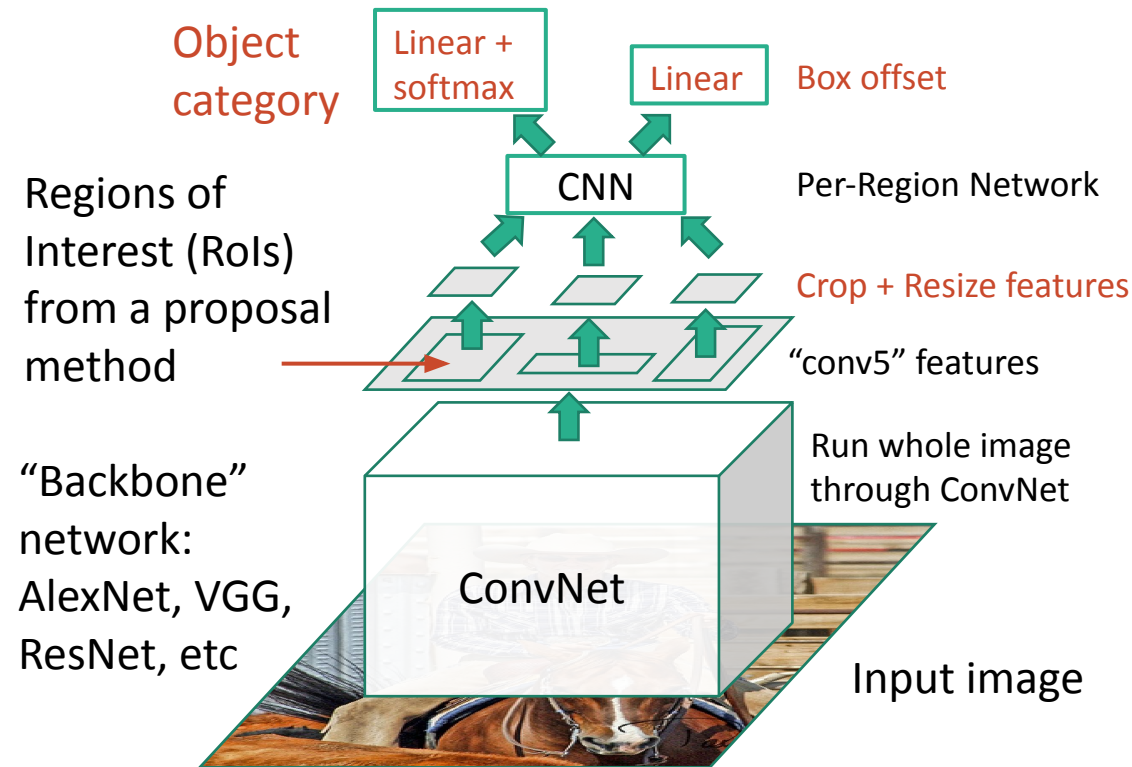 Object
category
Linear +
softmax
Linear
Box offset
CNN
Per-Region Network
Regions of
Interest (RoIs)
from a proposal
method
Crop + Resize features
“conv5” features
Run whole image
through ConvNet
“Backbone”
network:
AlexNet, VGG,
ResNet, etc
ConvNet
Input image